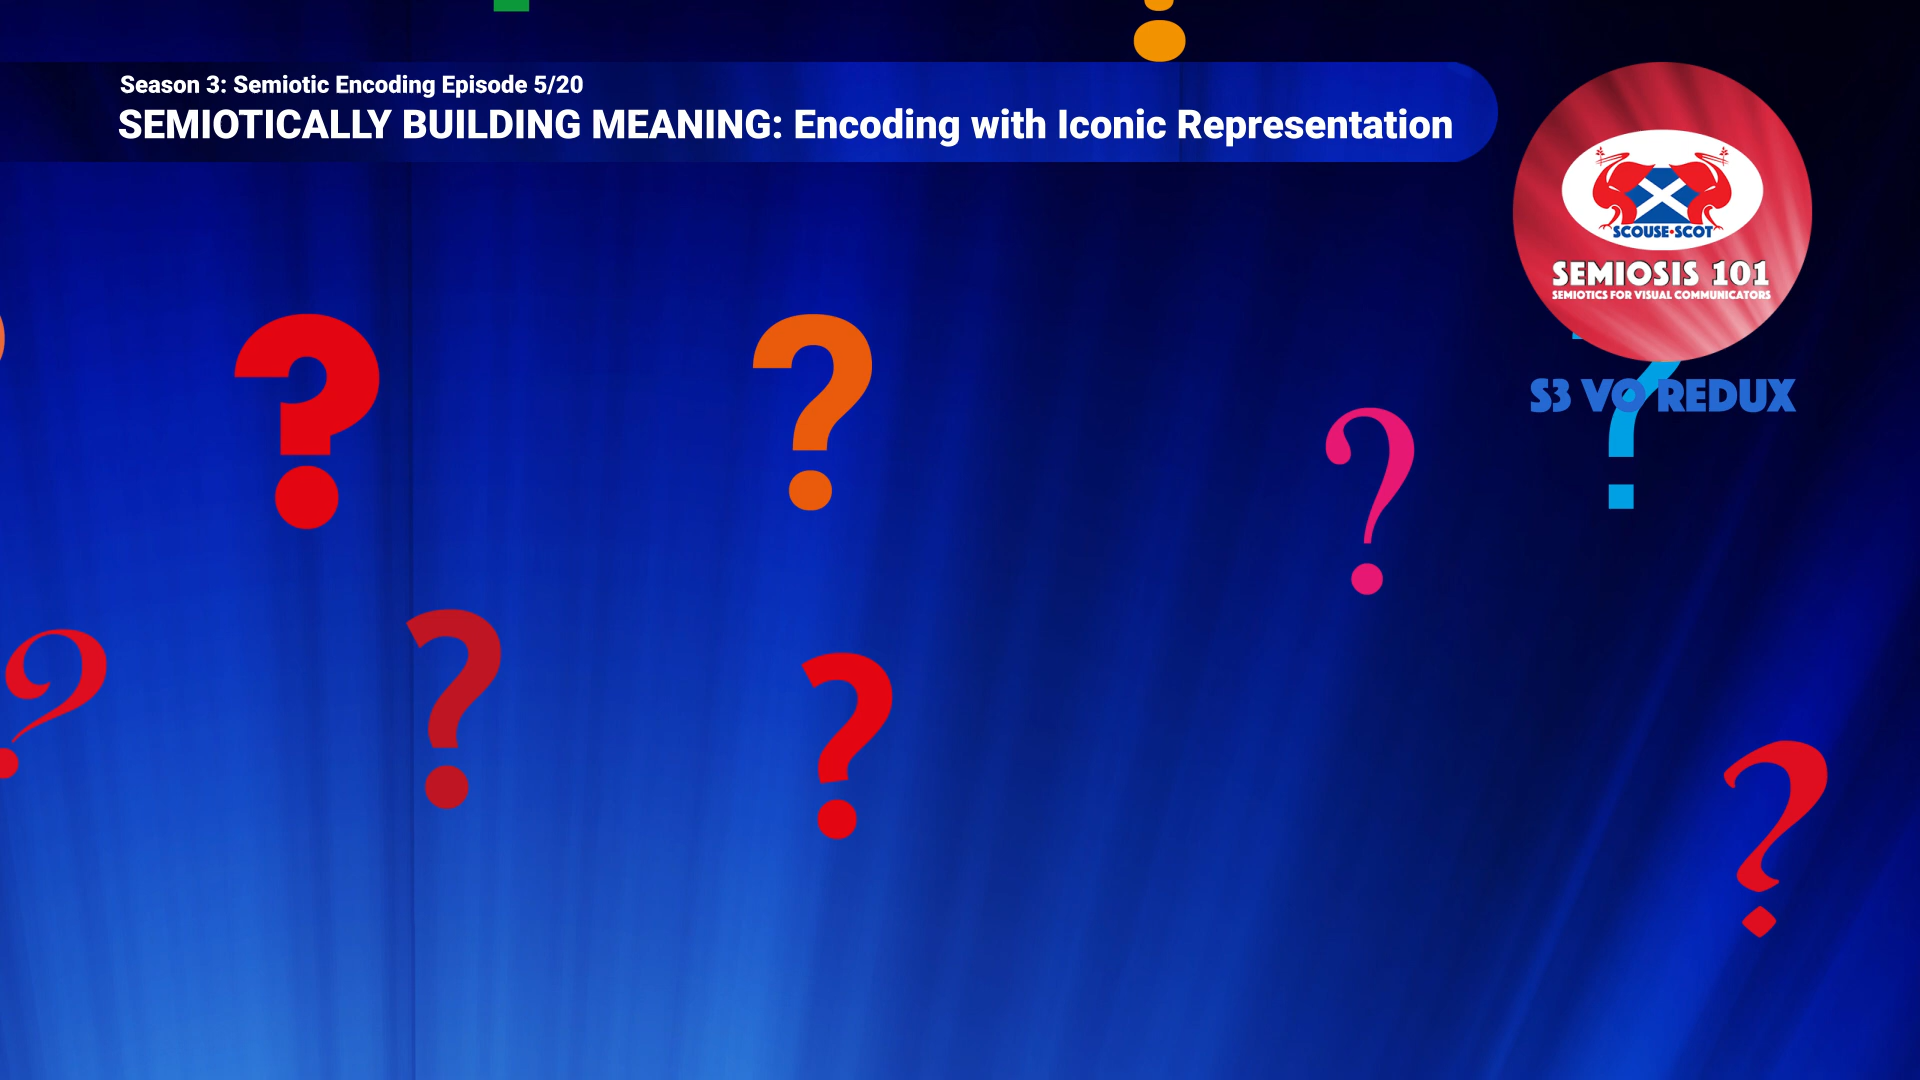 Season 3: Semiotic Encoding Episode 5/20
SEMIOTICALLY BUILDING MEANING: Encoding with Iconic Representation
SCOUSE•SCOT
SEMIOSIS 101
SEMIOTICS FOR VISUAL COMMUNICATORS
S3 VO REDUX
?
?
?
?
?
?
?
?